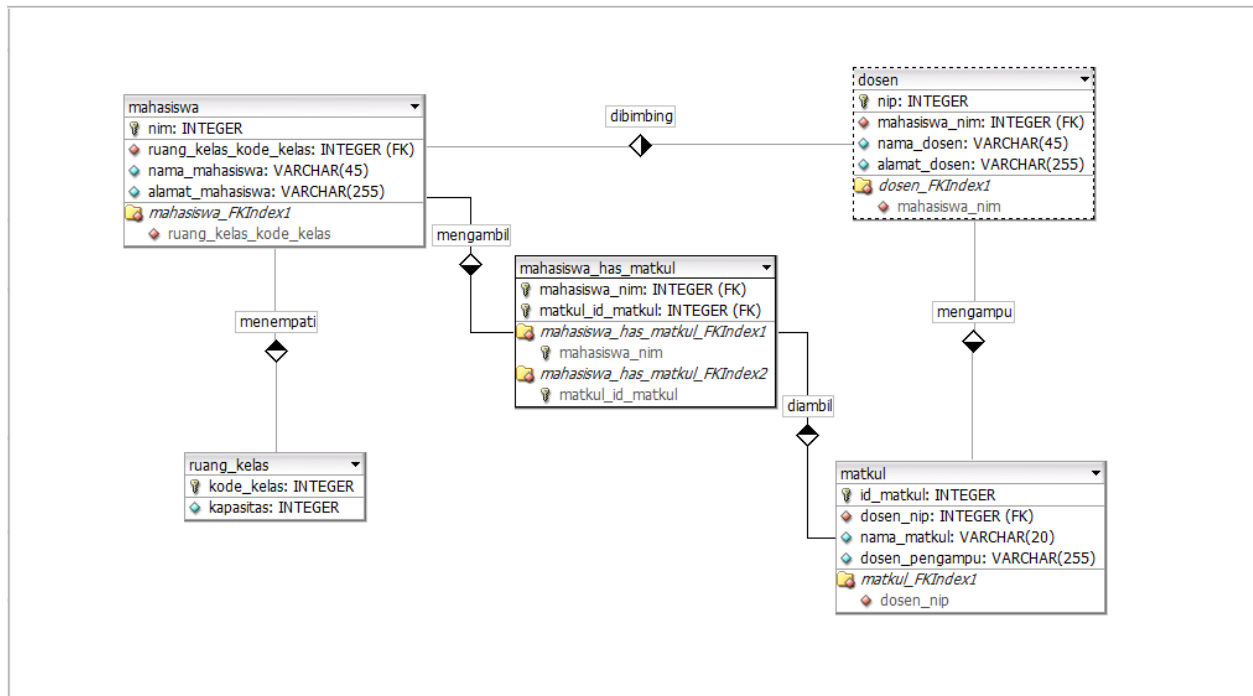 mahasiswa
nim: INTEGER
ruang_kelas_kode_kelas: INTEGER (FK)
nama_mahasiswa: VARCHAR(45)
alamat_mahasiswa: VARCHAR(255)
mahasiswa_FKIndex1
ruang_kelas_kode_kelas
dibimbing
dosen
nip: INTEGER
mahasiswa_nim: INTEGER (FK)
nama_dosen: VARCHAR(45)
alamat_dosen: VARCHAR(255)
dosen_FKIndex1
mahasiswa_nim
mengambil
mahasiswa_has_matkul
mahasiswa_nim: INTEGER (FK)
matkul_id_matkul: INTEGER (FK)
mahasiswa_has_matkul_FKIndex1
mahasiswa_nim
mahasiswa_has_matkul_FKIndex2
matkul_id_matkul
menempati
mengampu
diambil
ruang_kelas
kode_kelas: INTEGER
kapasitas: INTEGER
matkul
id_matkul: INTEGER
dosen_nip: INTEGER (FK)
nama_matkul: VARCHAR(20)
dosen_pengampu: VARCHAR(255)
matkul_FKIndex1
dosen_nip